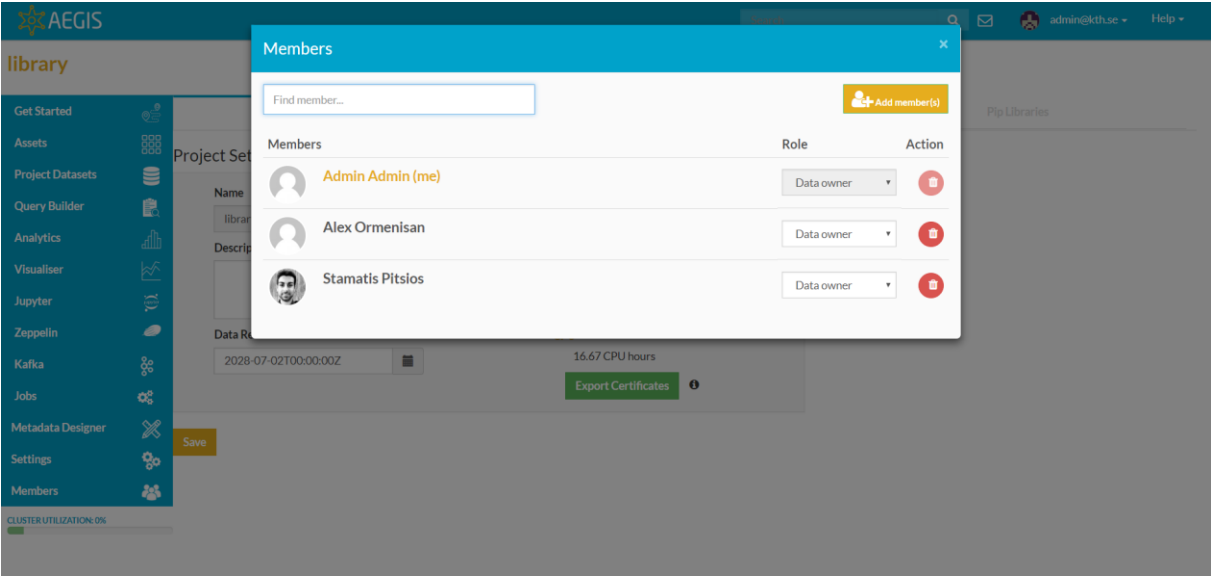 AEGIS
admin@kth.se
Help
library
Members
×
Find member...
Add member(s)
Members
Role
Action
Admin Admin (me)
Data owner
Alex Ormenisan
Data owner
Stamatis Pitsios
Data owner
Get Started
Assets
Project Datasets
Query Builder
Analytics
Visualiser
Jupyter
Zeppelin
Kafka
Jobs
Metadata Designer
Settings
Members
CLUSTER UTILIZATION: 0%
Pip Libraries
Project Set
Name
librar
Descrip
Data Re
2028-07-02T00:00:00Z
16.67 CPU hours
Export Certificates
Save